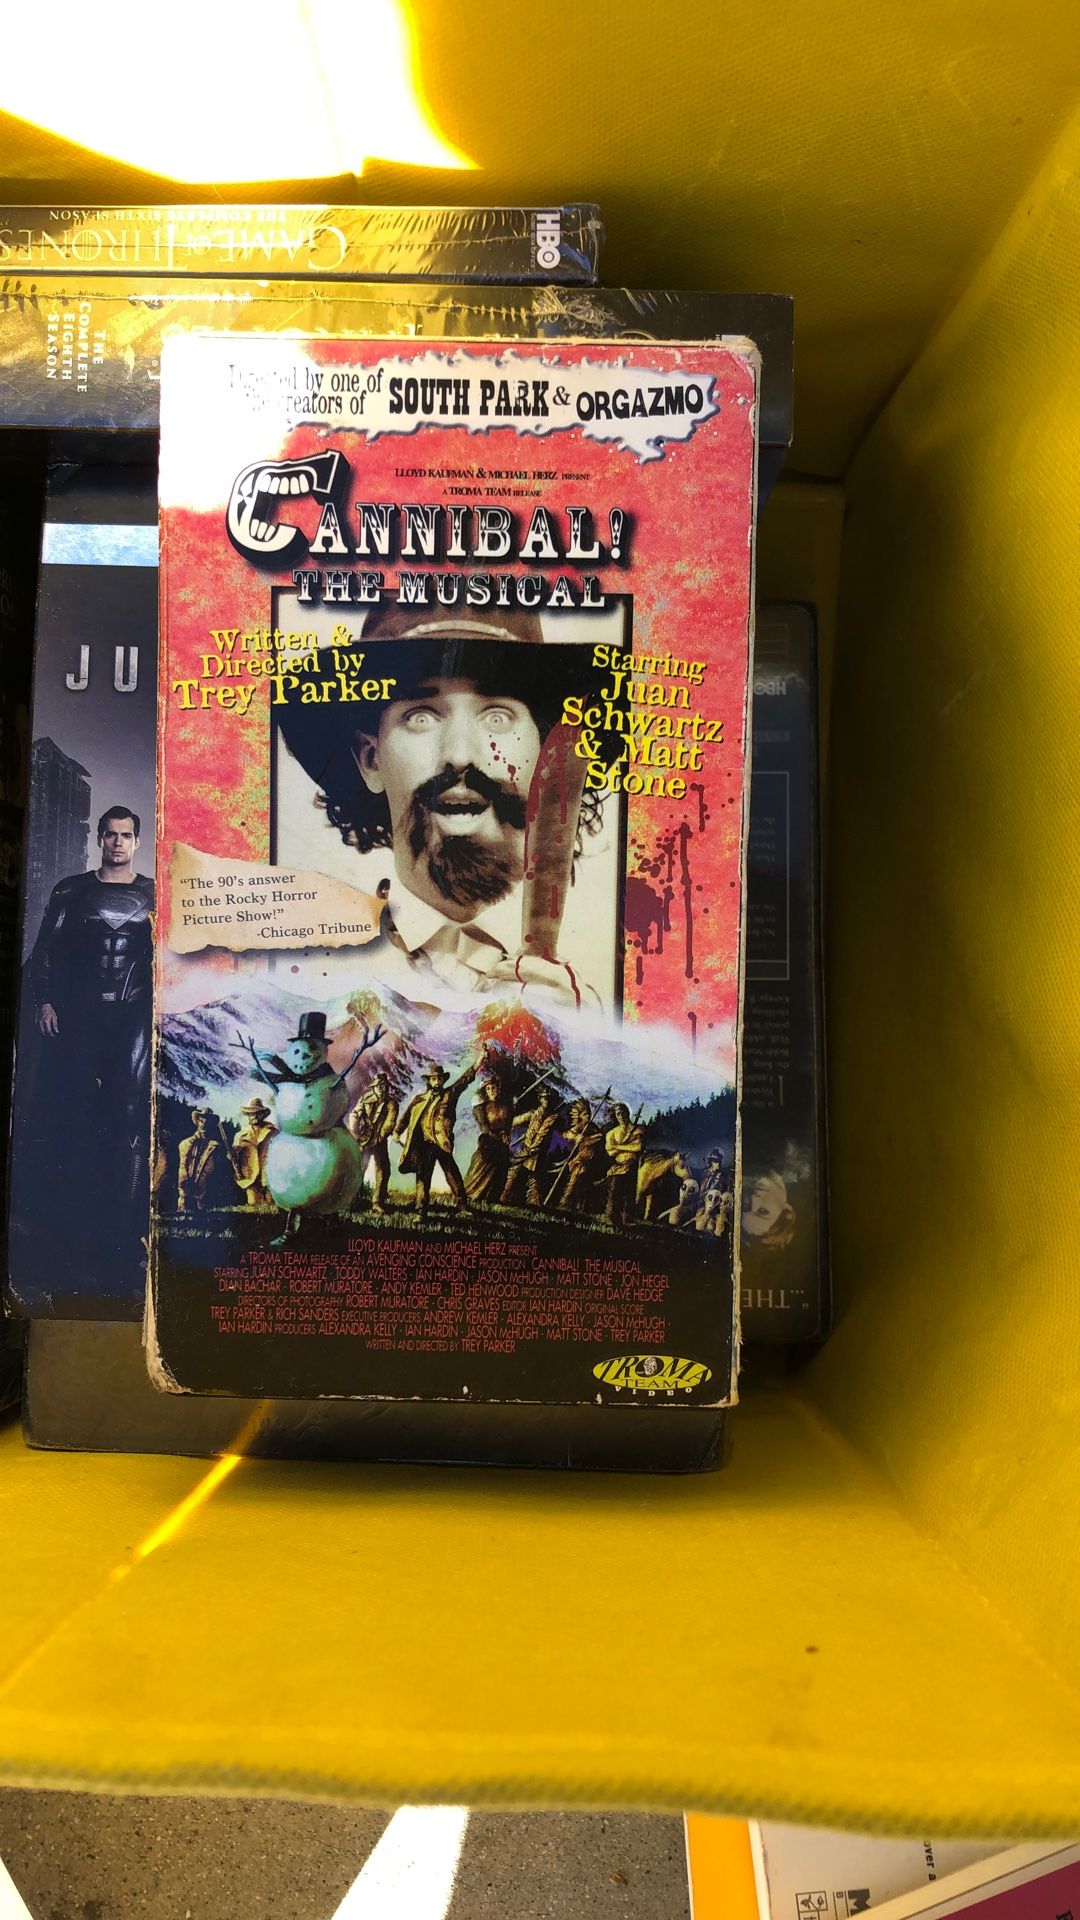 THE COMPLETE SIXTH SEASON
GAME OF THRONES
HBO
THE
COMPLETE
EIGHTH
SEASON
Directed by one of
the creators of SOUTH PARK & ORGAZMO
LLOYD KAUFMAN & MICHAEL HERZ PRESENT
A TROMA TEAM RELEASE
CANNIBAL!
THE MUSICAL
Written &
Directed by
Trey Parker
Starring
Juan
Schwartz
& Matt
Stone
JU
"The 90's answer
to the Rocky Horror
Picture Show!"
-Chicago Tribune
LLOYD KAUFMAN AND MICHAEL HERZ PRESENT
A TROMA TEAM RELEASE OF AN AVENGING CONSCIENCE PRODUCTION CANNIBAL! THE MUSICAL
STARRING JUAN SCHWARTZ · TODDY WALTERS · IAN HARDIN · JASON McHUGH · MATT STONE · JON HEGEL
DIAN BACHAR · ROBERT MURATORE · ANDY KEMLER · TED HENWOOD PRODUCTION DESIGNER DAVE HEDGE
DIRECTORS OF PHOTOGRAPHY ROBERT MURATORE · CHRIS GRAVES EDITOR IAN HARDIN ORIGINAL SCORE
TREY PARKER & RICH SANDERS EXECUTIVE PRODUCERS ANDREW KEMLER · ALEXANDRA KELLY · JASON McHUGH ·
IAN HARDIN PRODUCERS ALEXANDRA KELLY · IAN HARDIN · JASON McHUGH · MATT STONE · TREY PARKER
WRITTEN AND DIRECTED BY TREY PARKER
TROMA
TEAM
VIDEO
HBO
"THE
over a
M